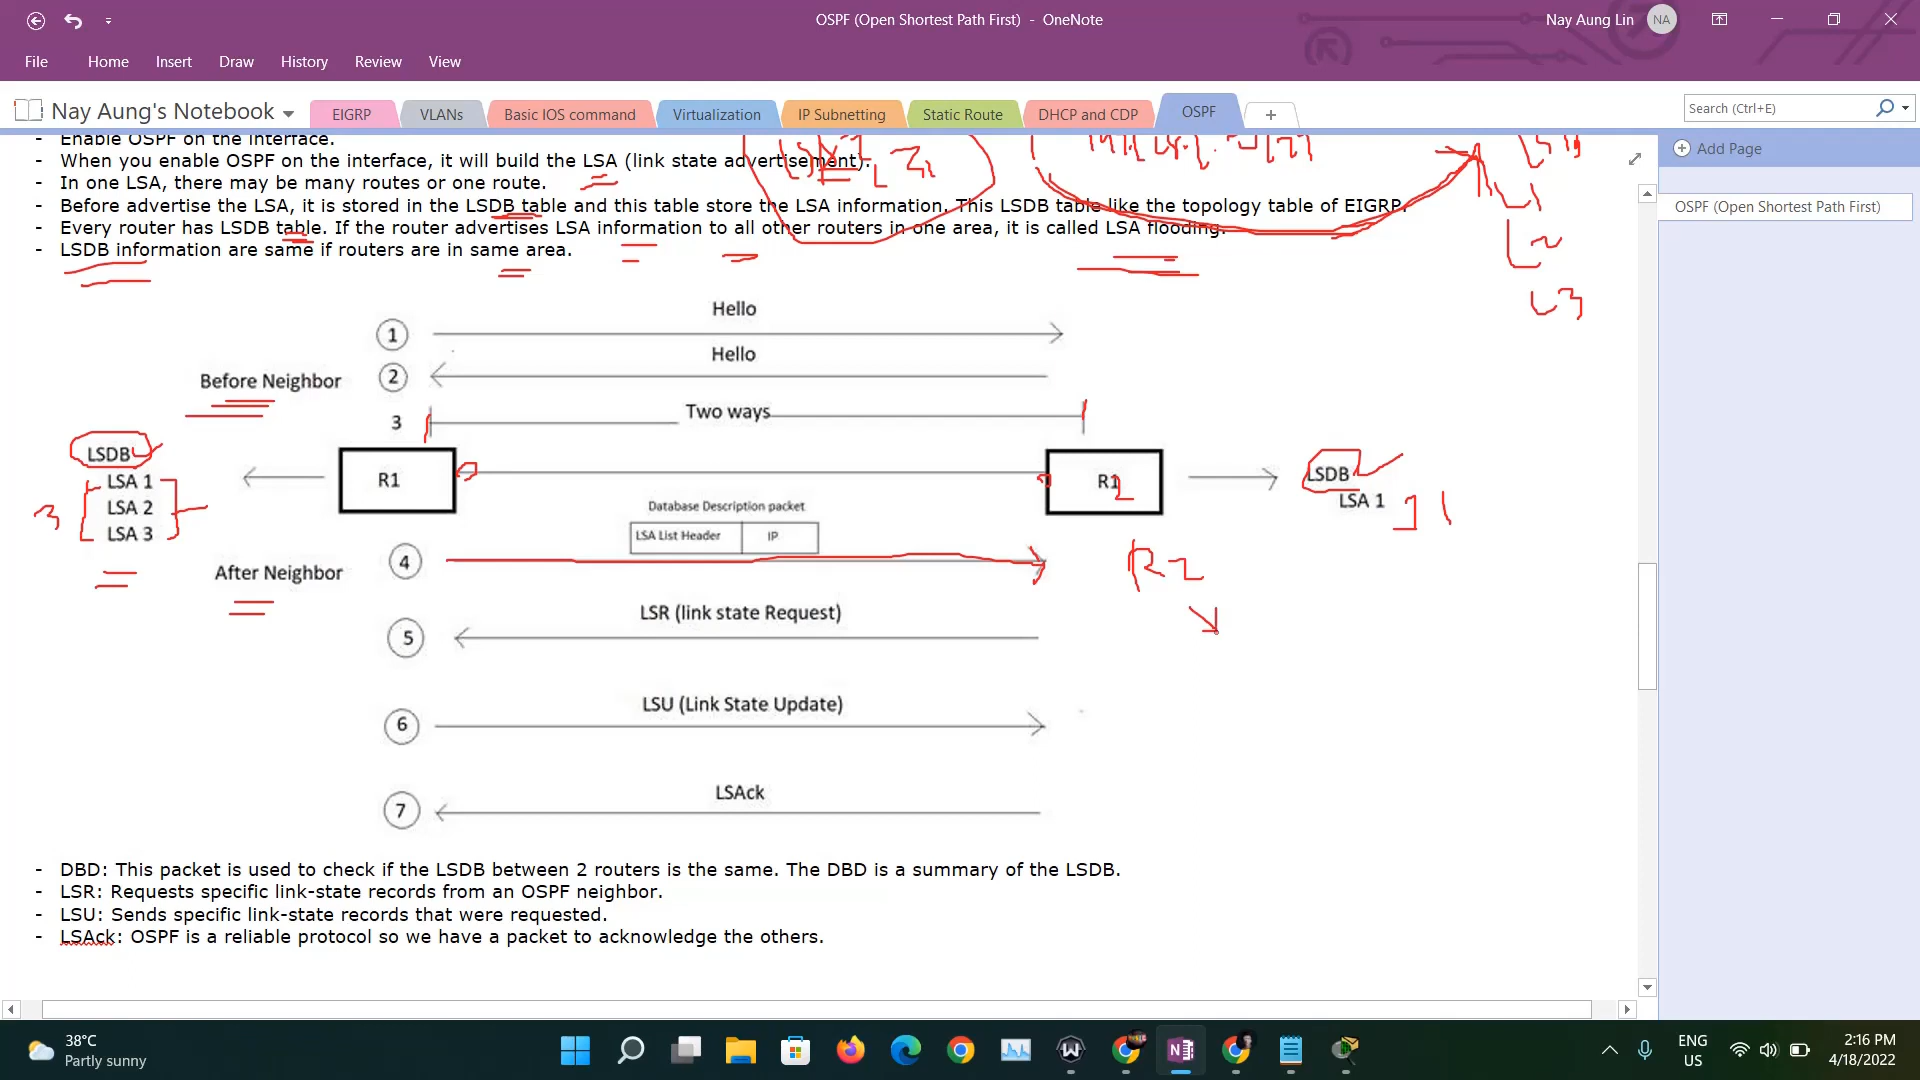 OSPF (Open Shortest Path First) - OneNote
Nay Aung Lin
NA
File Home Insert Draw History Review View
Nay Aung's Notebook
EIGRP VLANs Basic IOS command Virtualization IP Subnetting Static Route DHCP and CDP OSPF +
Search (Ctrl+E)
Add Page
OSPF (Open Shortest Path First)
- Enable OSPF on the interface.
- When you enable OSPF on the interface, it will build the LSA (link state advertisement).
- In one LSA, there may be many routes or one route.
- Before advertise the LSA, it is stored in the LSDB table and this table store the LSA information. This LSDB table like the topology table of EIGRP.
- Every router has LSDB table. If the router advertises LSA information to all other routers in one area, it is called LSA flooding.
- LSDB information are same if routers are in same area.
L3
Hello
1
Hello
Before Neighbor 2
3 Two ways
LSDB
LSA 1
LSA 2
LSA 3
3
R1
R1
2
LSDB
LSA 1
1
Database Description packet
LSA List Header IP
After Neighbor 4
R2
LSR (link state Request)
5
LSU (Link State Update)
6
LSAck
7
- DBD: This packet is used to check if the LSDB between 2 routers is the same. The DBD is a summary of the LSDB.
- LSR: Requests specific link-state records from an OSPF neighbor.
- LSU: Sends specific link-state records that were requested.
- LSAck: OSPF is a reliable protocol so we have a packet to acknowledge the others.
38°C
Partly sunny
ENG
US
2:16 PM
4/18/2022